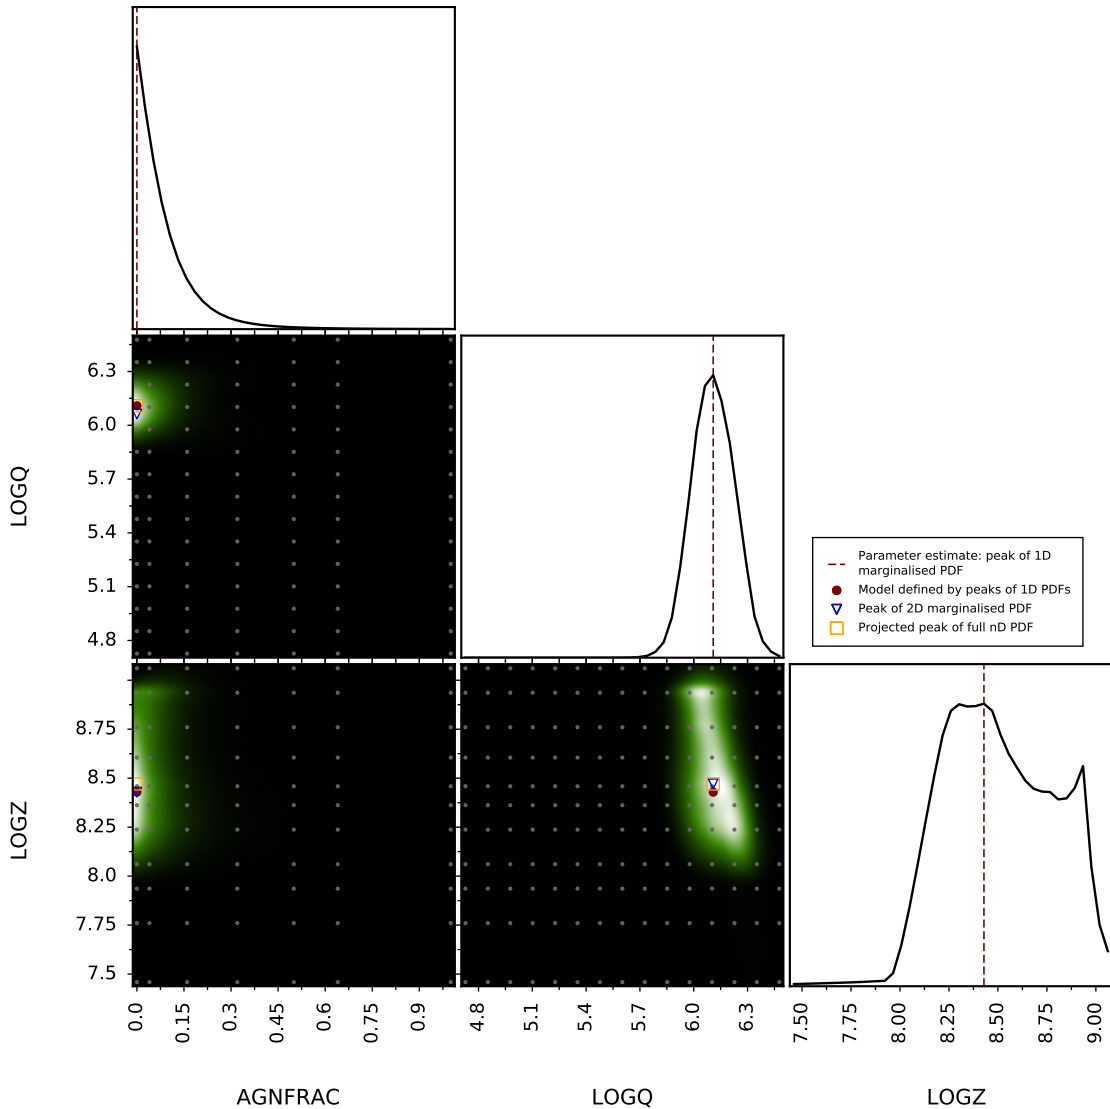 6.3
6.0
5.7
5.4
5.1
4.8
LOGQ
Parameter estimate: peak of 1D
marginalised PDF
Model defined by peaks of 1D PDFs
Peak of 2D marginalised PDF
Projected peak of full nD PDF
8.75
8.5
8.25
8.0
7.75
7.5
LOGZ
0.0 0.15 0.3 0.45 0.6 0.75 0.9
4.8 5.1 5.4 5.7 6.0 6.3
7.50 7.75 8.00 8.25 8.50 8.75 9.00
AGNFRAC LOGQ LOGZ